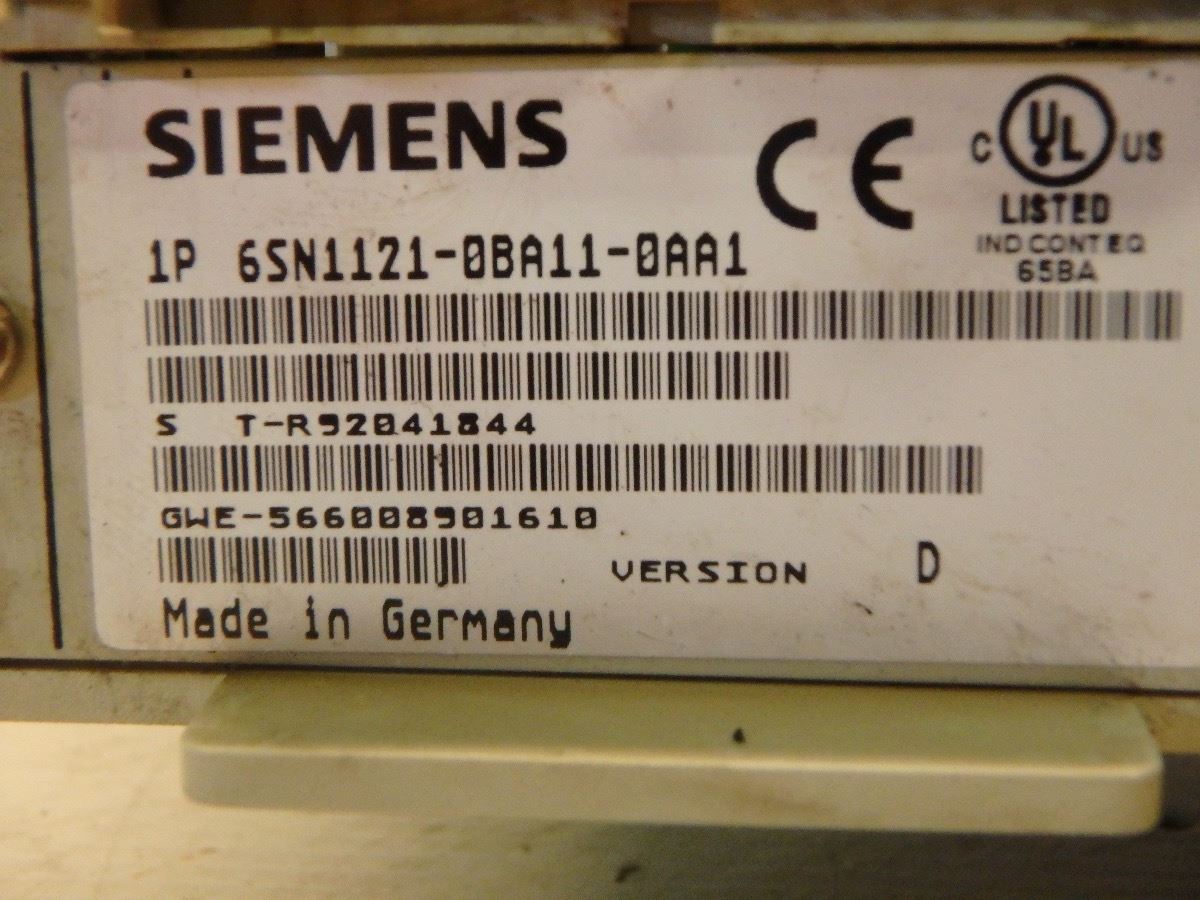 SIEMENS
CE
C UL US
LISTED
IND CONT EQ
65BA
1P 6SN1121-0BA11-0AA1
S T-R92041844
GWE-566008901610
VERSION D
Made in Germany